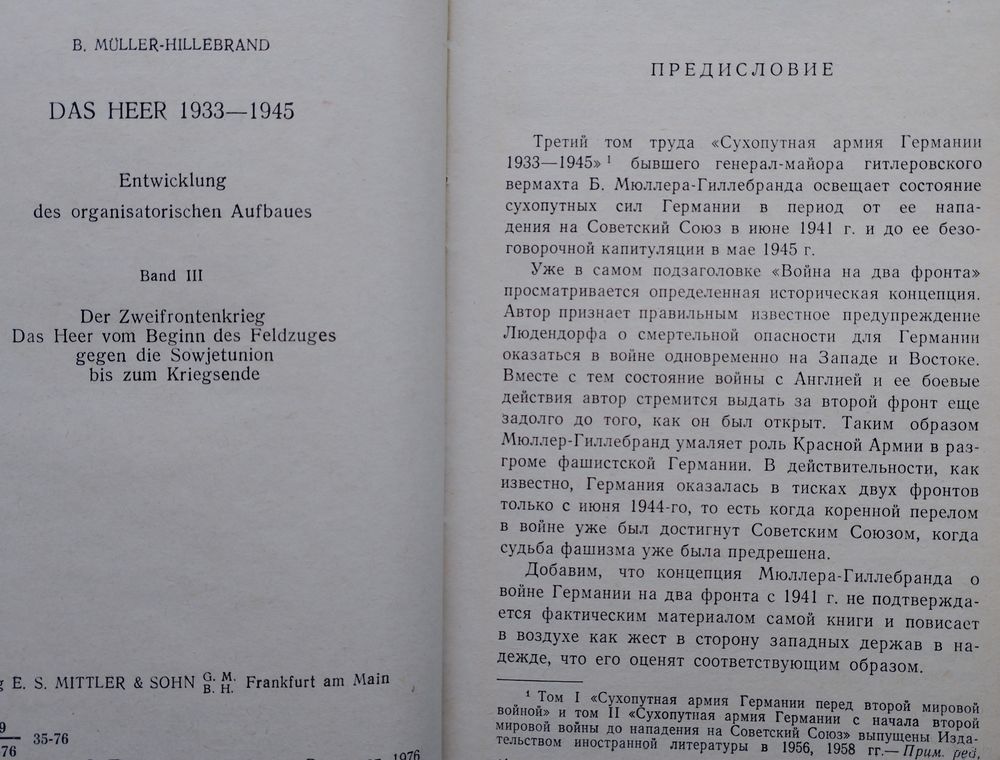 B. MÜLLER-HILLEBRAND
DAS HEER 1933—1945
Entwicklung
des organisatorischen Aufbaues
Band III
Der Zweifrontenkrieg
Das Heer vom Beginn des Feldzuges
gegen die Sowjetunion
bis zum Kriegsende
E. S. MITTLER & SOHN G. M. B. H. Frankfurt am Main
9
76
35-76
1976
ПРЕДИСЛОВИЕ
Третий том труда «Сухопутная армия Германии
1933—1945» ¹ бывшего генерал-майора гитлеровского
вермахта Б. Мюллера-Гиллебранда освещает состояние
сухопутных сил Германии в период от ее напа-
дения на Советский Союз в июне 1941 г. и до ее безо-
говорочной капитуляции в мае 1945 г.
Уже в самом подзаголовке «Война на два фронта»
просматривается определенная историческая концепция.
Автор признает правильным известное предупреждение
Людендорфа о смертельной опасности для Германии
оказаться в войне одновременно на Западе и Востоке.
Вместе с тем состояние войны с Англией и ее боевые
действия автор стремится выдать за второй фронт еще
задолго до того, как он был открыт. Таким образом
Мюллер-Гиллебранд умаляет роль Красной Армии в раз-
громе фашистской Германии. В действительности, как
известно, Германия оказалась в тисках двух фронтов
только с июня 1944-го, то есть когда коренной перелом
в войне уже был достигнут Советским Союзом, когда
судьба фашизма уже была предрешена.
Добавим, что концепция Мюллера-Гиллебранда о
войне Германии на два фронта с 1941 г. не подтвержда-
ется фактическим материалом самой книги и повисает
в воздухе как жест в сторону западных держав в на-
дежде, что его оценят соответствующим образом.
¹ Том I «Сухопутная армия Германии перед второй мировой
войной» и том II «Сухопутная армия Германии с начала второй
мировой войны до нападения на Советский Союз» выпущены Изда-
тельством иностранной литературы в 1956, 1958 гг.— Прим. ред.